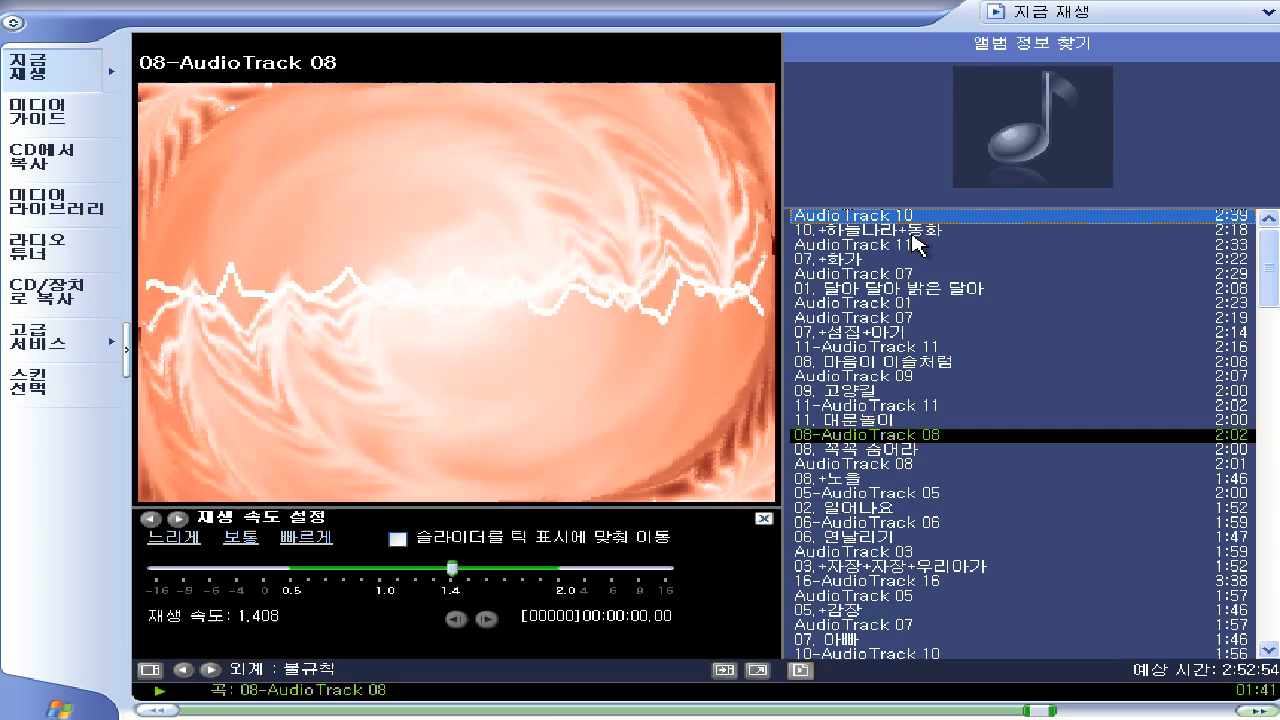 지금 재생
앨범 정보 찾기
지금
재생
미디어
가이드
CD에서
복사
미디어
라이브러리
라디오
튜너
CD/장치
로 복사
고급
서비스
스킨
선택
08-AudioTrack 08
AudioTrack 10 2:39
10.+하늘나라+동화 2:18
AudioTrack 11 2:33
07.+화가 2:22
AudioTrack 07 2:29
01. 달아 달아 밝은 달아 2:08
AudioTrack 01 2:23
AudioTrack 07 2:19
07.+섬집+아기 2:14
11-AudioTrack 11 2:16
08. 마음이 이슬처럼 2:08
AudioTrack 09 2:07
09. 고양길 2:00
11-AudioTrack 11 2:02
11. 대문놀이 2:00
08-AudioTrack 08 2:02
08. 꼭꼭 숨어라 2:00
AudioTrack 08 2:01
08.+노을 1:46
05-AudioTrack 05 2:00
02. 일어나요 1:52
06-AudioTrack 06 1:59
06. 연날리기 1:47
AudioTrack 03 1:59
03.+자장+자장+우리아가 1:52
16-AudioTrack 16 3:38
AudioTrack 05 1:57
05.+감장 1:46
AudioTrack 07 1:57
07. 아빠 1:46
10-AudioTrack 10 1:56
재생 속도 설정
느리게 보통 빠르게 슬라이더를 틱 표시에 맞춰 이동
-16 -8 -6 -4 0 0.5 1.0 1.4 2.0 4 6 8 16
재생 속도: 1.408 [00000]00:00:00.00
외계 : 불규칙
예상 시간: 2:52:54
곡: 08-AudioTrack 08 01:41